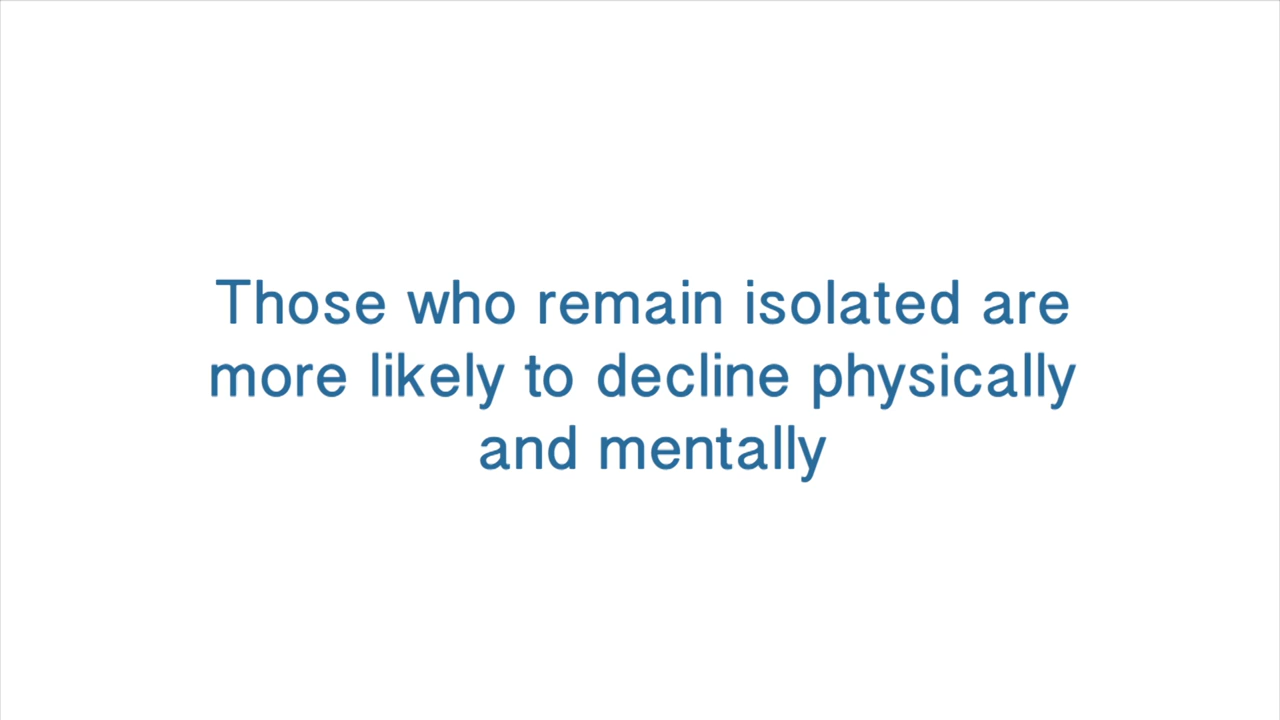 Those who remain isolated are
more likely to decline physically
and mentally